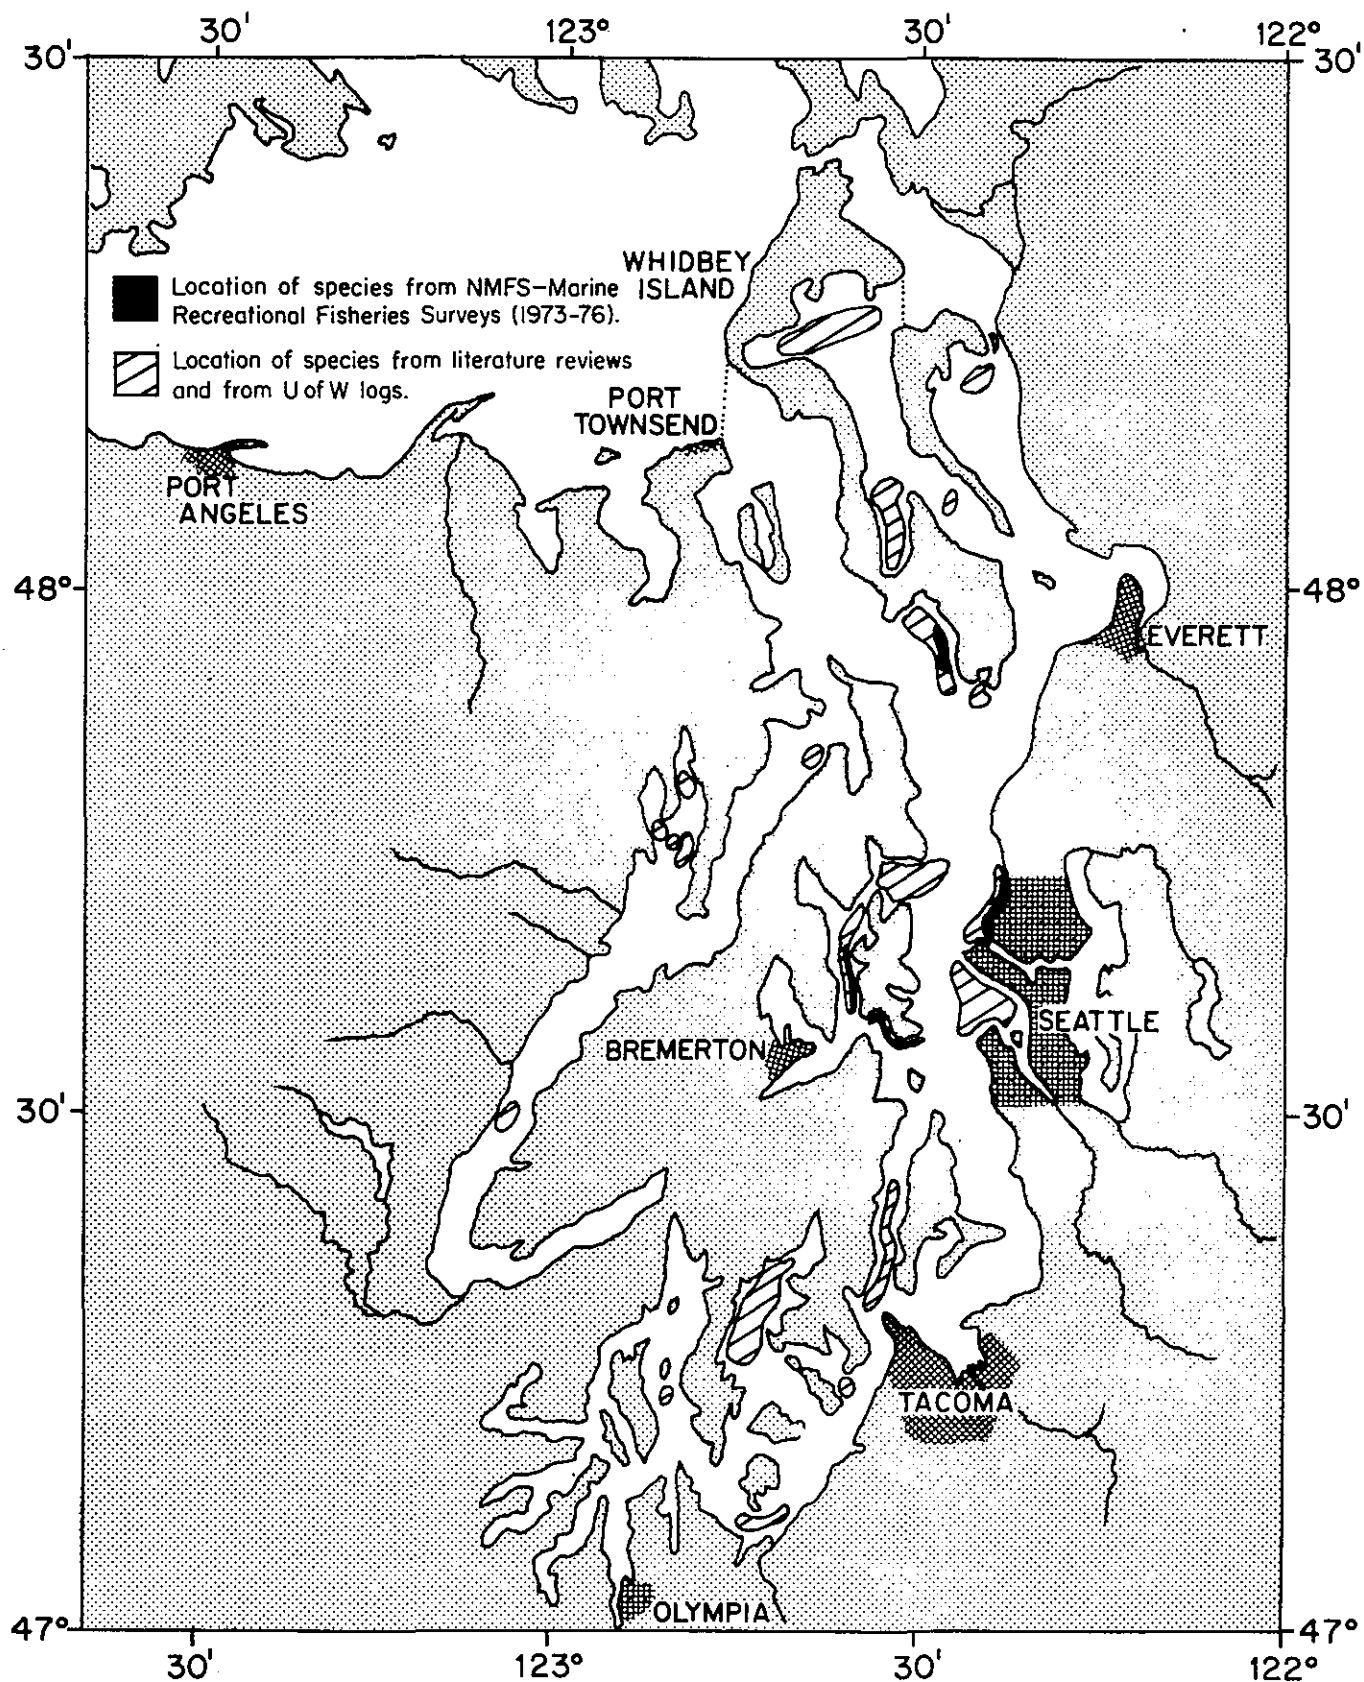 30' 123° 30' 122°
30' 30'
WHIDBEY
ISLAND
Location of species from NMFS-Marine
Recreational Fisheries Surveys (1973-76).
Location of species from literature reviews
and from U of W logs.
PORT
TOWNSEND
PORT
ANGELES
48° 48°
EVERETT
SEATTLE
BREMERTON
30' 30'
TACOMA
OLYMPIA
47° 47°
30' 123° 30' 122°